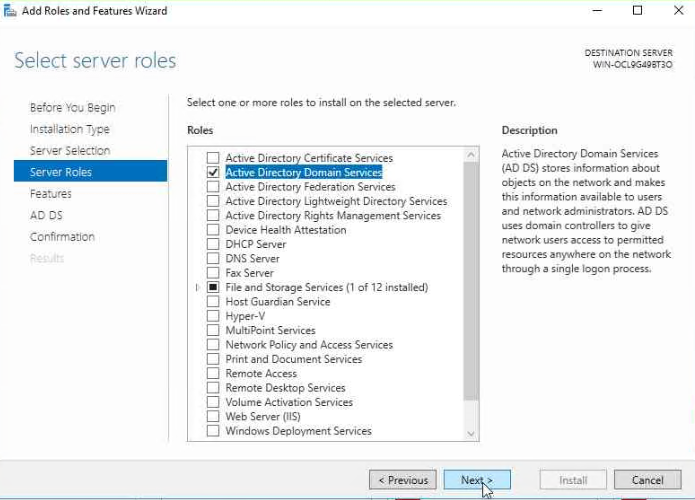 Add Roles and Features Wizard
Select server roles
DESTINATION SERVER
WIN-OCL9G49BT3O
Before You Begin
Installation Type
Server Selection
Server Roles
Features
AD DS
Confirmation
Results
Select one or more roles to install on the selected server.
Roles
Active Directory Certificate Services
Active Directory Domain Services
Active Directory Federation Services
Active Directory Lightweight Directory Services
Active Directory Rights Management Services
Device Health Attestation
DHCP Server
DNS Server
Fax Server
File and Storage Services (1 of 12 installed)
Host Guardian Service
Hyper-V
MultiPoint Services
Network Policy and Access Services
Print and Document Services
Remote Access
Remote Desktop Services
Volume Activation Services
Web Server (IIS)
Windows Deployment Services
Description
Active Directory Domain Services
(AD DS) stores information about
objects on the network and makes
this information available to users
and network administrators. AD DS
uses domain controllers to give
network users access to permitted
resources anywhere on the network
through a single logon process.
< Previous
Next >
Install
Cancel